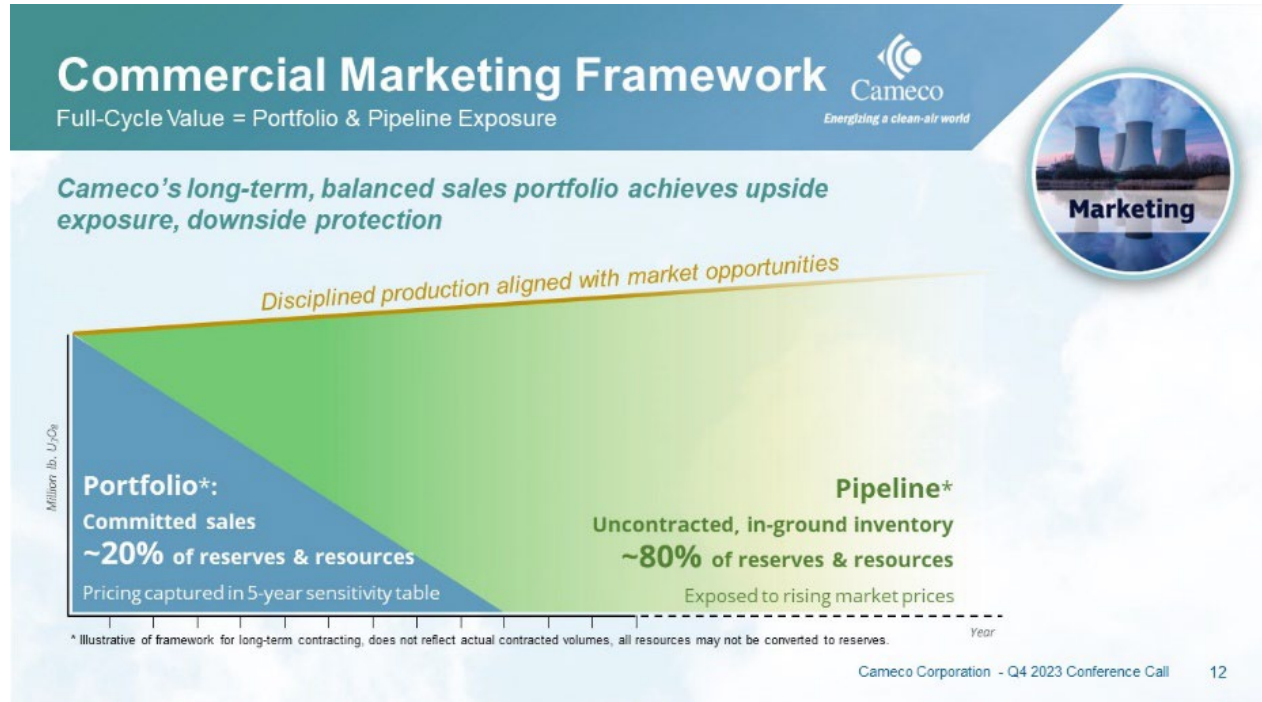 Commercial Marketing Framework
Full-Cycle Value = Portfolio & Pipeline Exposure
Cameco
Energizing a clean-air world
Marketing
Cameco's long-term, balanced sales portfolio achieves upside
exposure, downside protection
Disciplined production aligned with market opportunities
Million lb. U₃O₈
Portfolio*:
Committed sales
~20% of reserves & resources
Pricing captured in 5-year sensitivity table
Pipeline*
Uncontracted, in-ground inventory
~80% of reserves & resources
Exposed to rising market prices
Year
* Illustrative of framework for long-term contracting, does not reflect actual contracted volumes, all resources may not be converted to reserves.
Cameco Corporation - Q4 2023 Conference Call 12